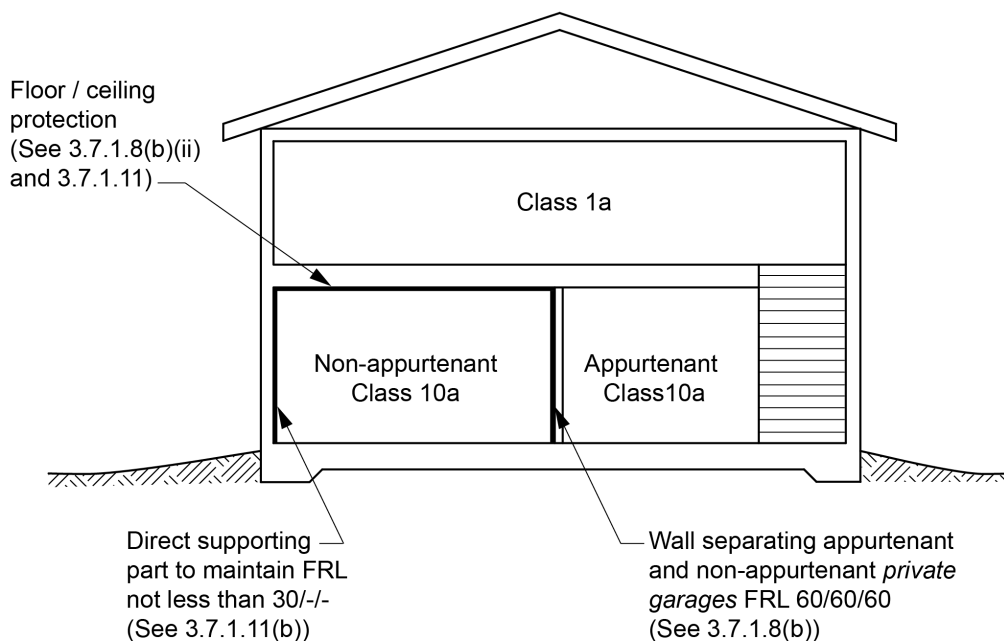 Floor / ceiling
protection
(See 3.7.1.8(b)(ii)
and 3.7.1.11)
Class 1a
Non-appurtenant
Class 10a
Appurtenant
Class10a
Direct supporting
part to maintain FRL
not less than 30/-/-
(See 3.7.1.11(b))
Wall separating appurtenant
and non-appurtenant private
garages FRL 60/60/60
(See 3.7.1.8(b))